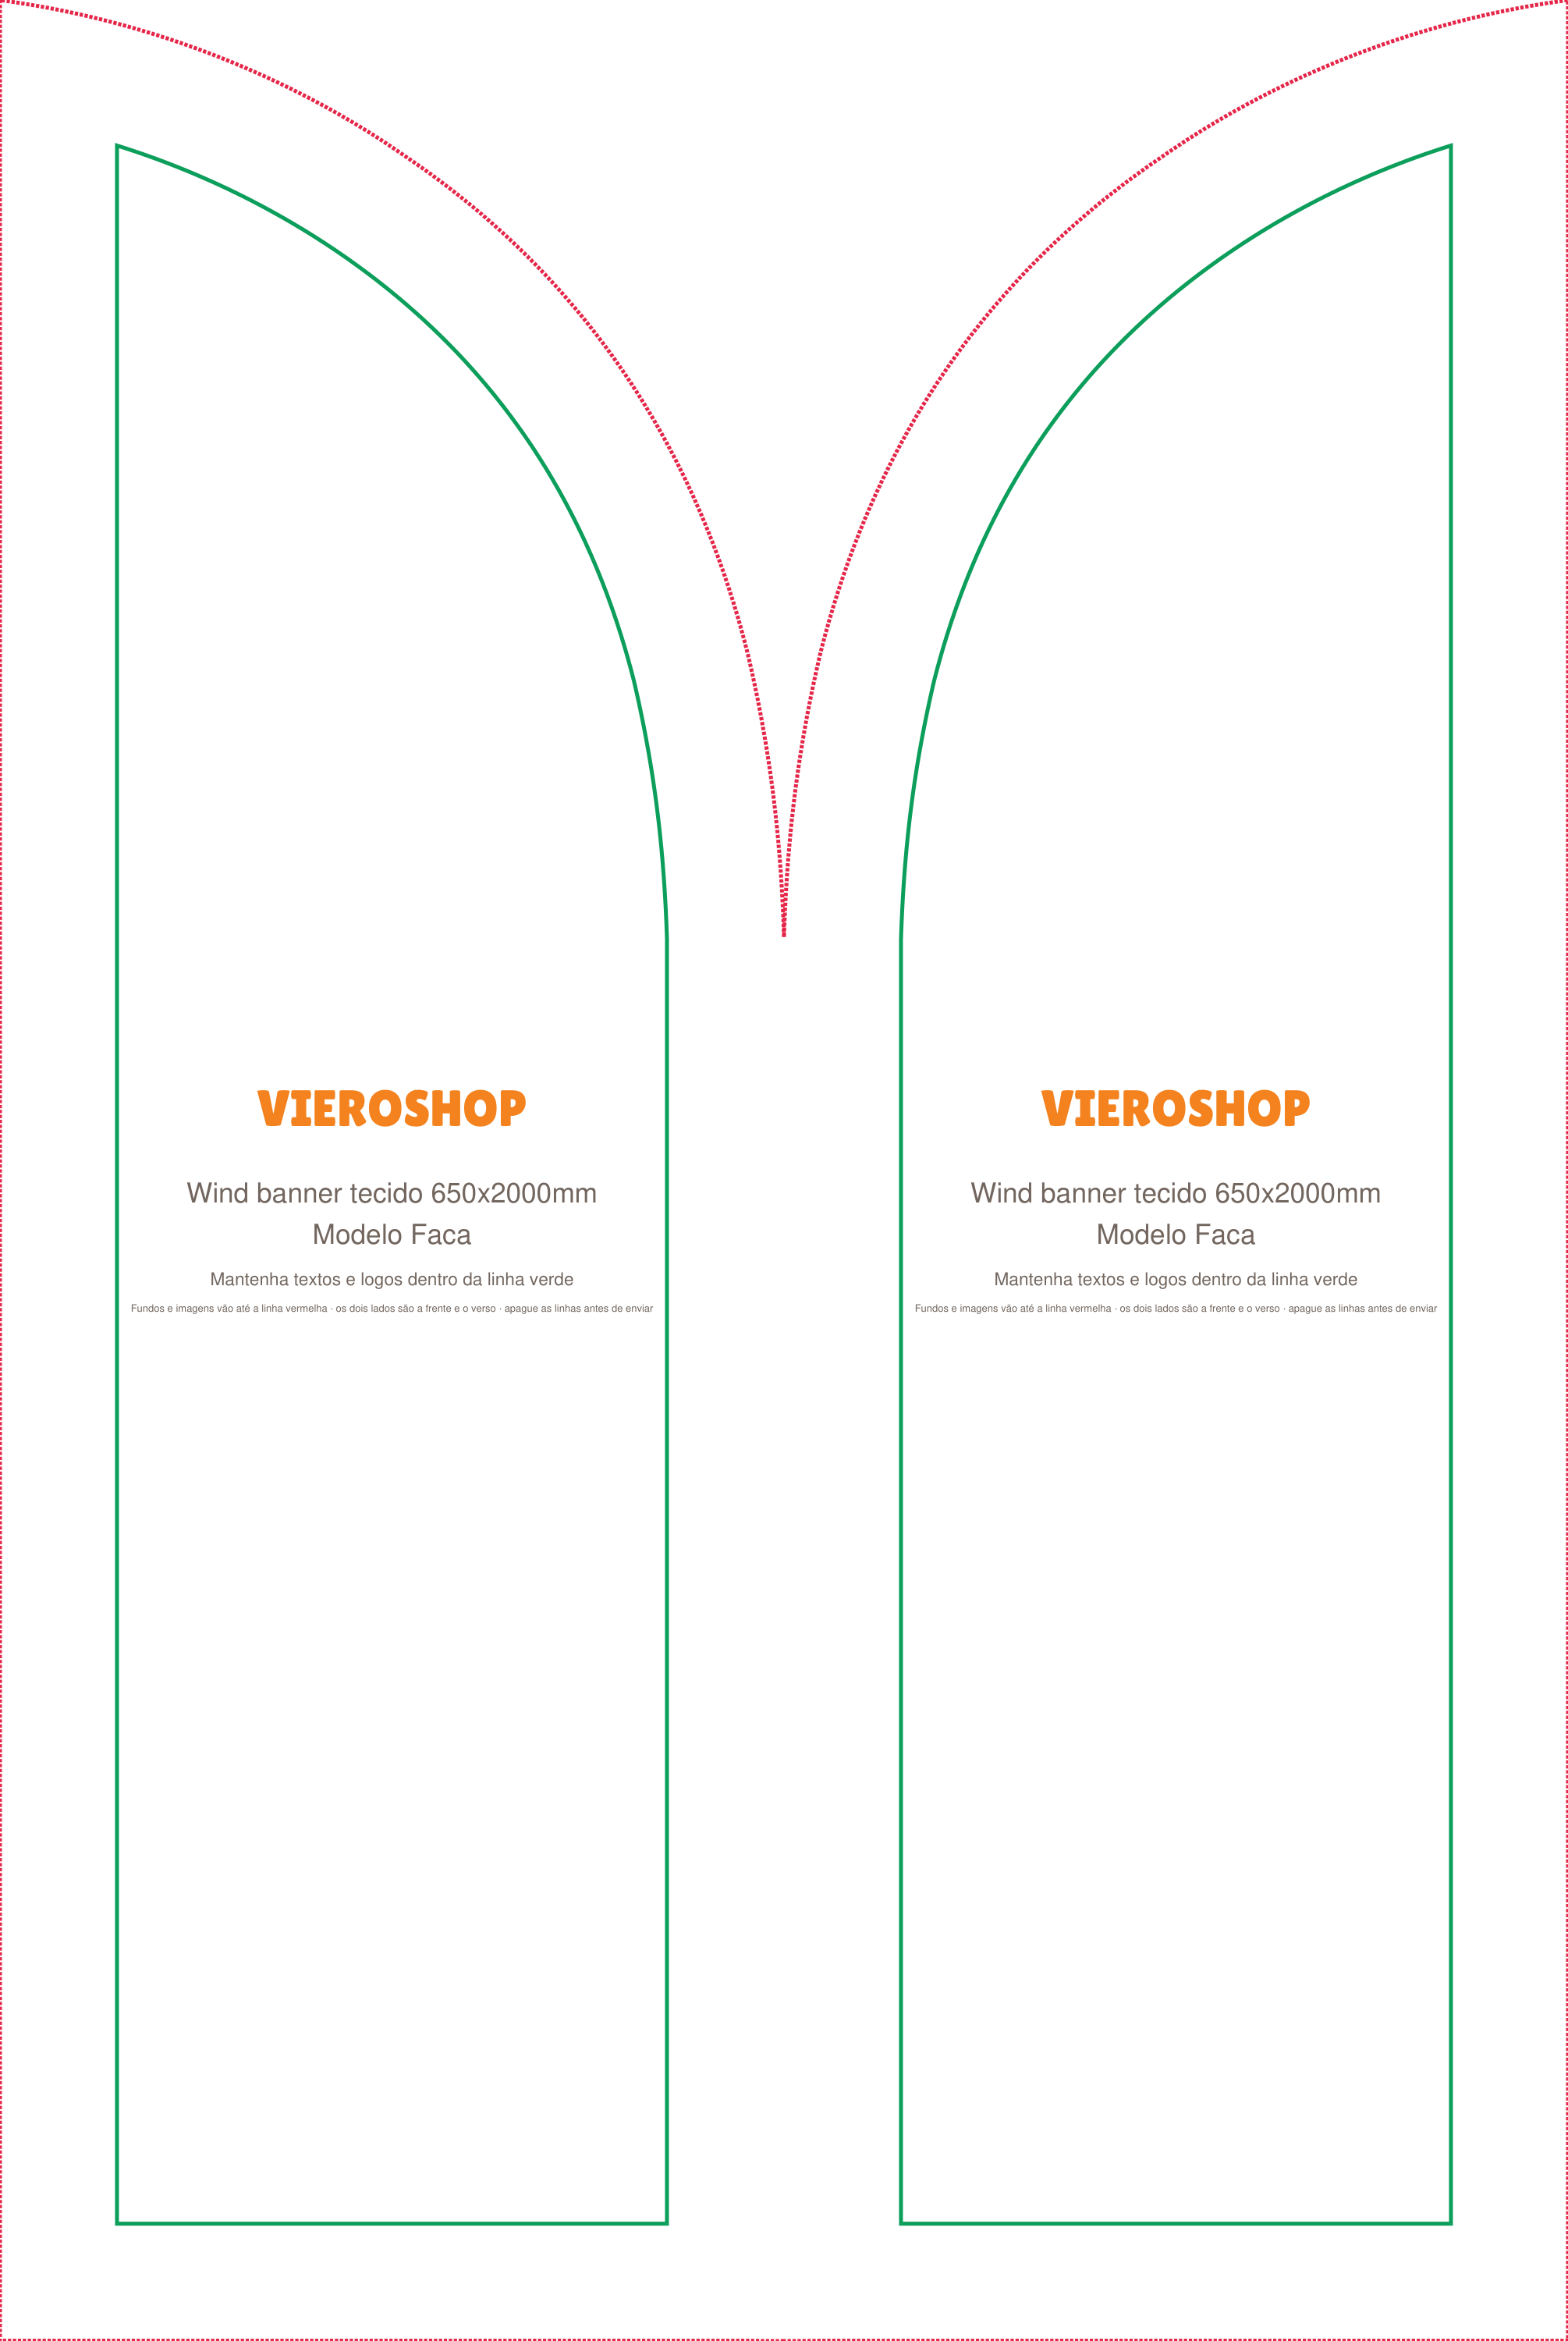 VIEROSHOP
Wind banner tecido 650x2000mm
Modelo Faca
Mantenha textos e logos dentro da linha verde
Fundos e imagens vão até a linha vermelha · os dois lados são a frente e o verso · apague as linhas antes de enviar
VIEROSHOP
Wind banner tecido 650x2000mm
Modelo Faca
Mantenha textos e logos dentro da linha verde
Fundos e imagens vão até a linha vermelha · os dois lados são a frente e o verso · apague as linhas antes de enviar